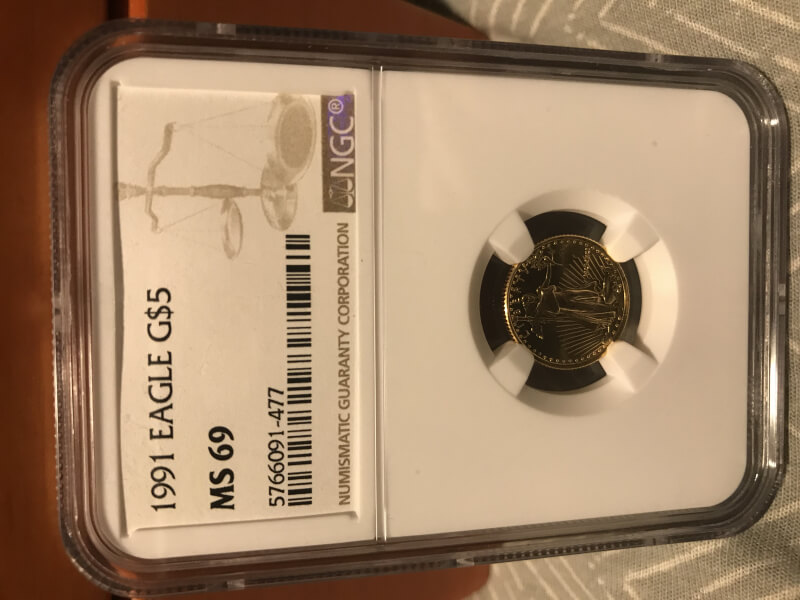 NGC®
1991 EAGLE G$5
MS 69
5766091-477
NUMISMATIC GUARANTY CORPORATION